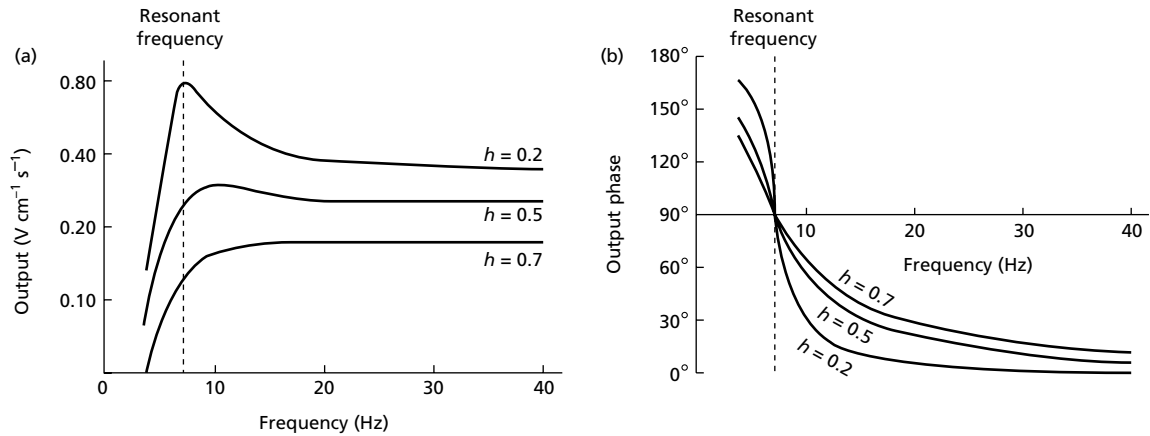 (a)
Resonant
frequency
Output (V cm⁻¹ s⁻¹)
0.80
0.40
0.20
0.10
h = 0.2
h = 0.5
h = 0.7
0
10
20
30
40
Frequency (Hz)
(b)
Resonant
frequency
Output phase
180°
150°
120°
90°
60°
30°
0°
10
20
30
40
Frequency (Hz)
h = 0.7
h = 0.5
h = 0.2